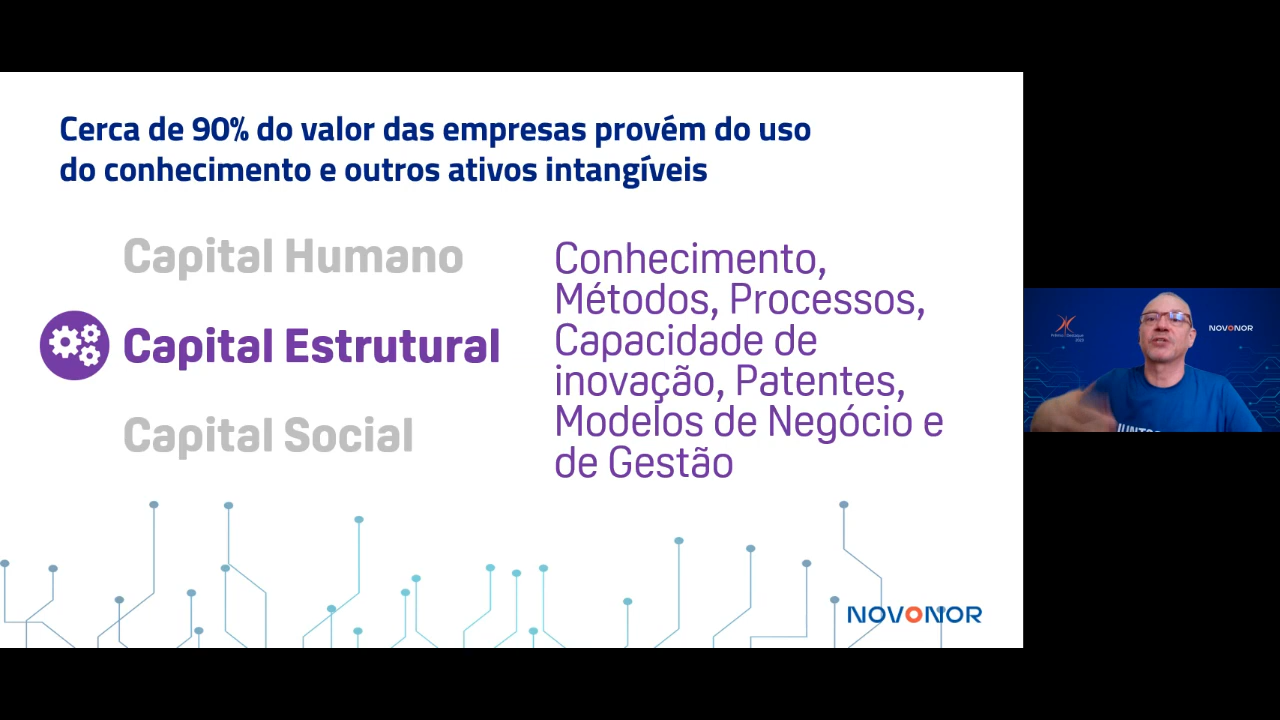 Cerca de 90% do valor das empresas provém do uso
do conhecimento e outros ativos intangíveis
Capital Humano
Capital Estrutural
Capital Social
Conhecimento,
Métodos, Processos,
Capacidade de
inovação, Patentes,
Modelos de Negócio e
de Gestão
NOVONOR
NOVONOR